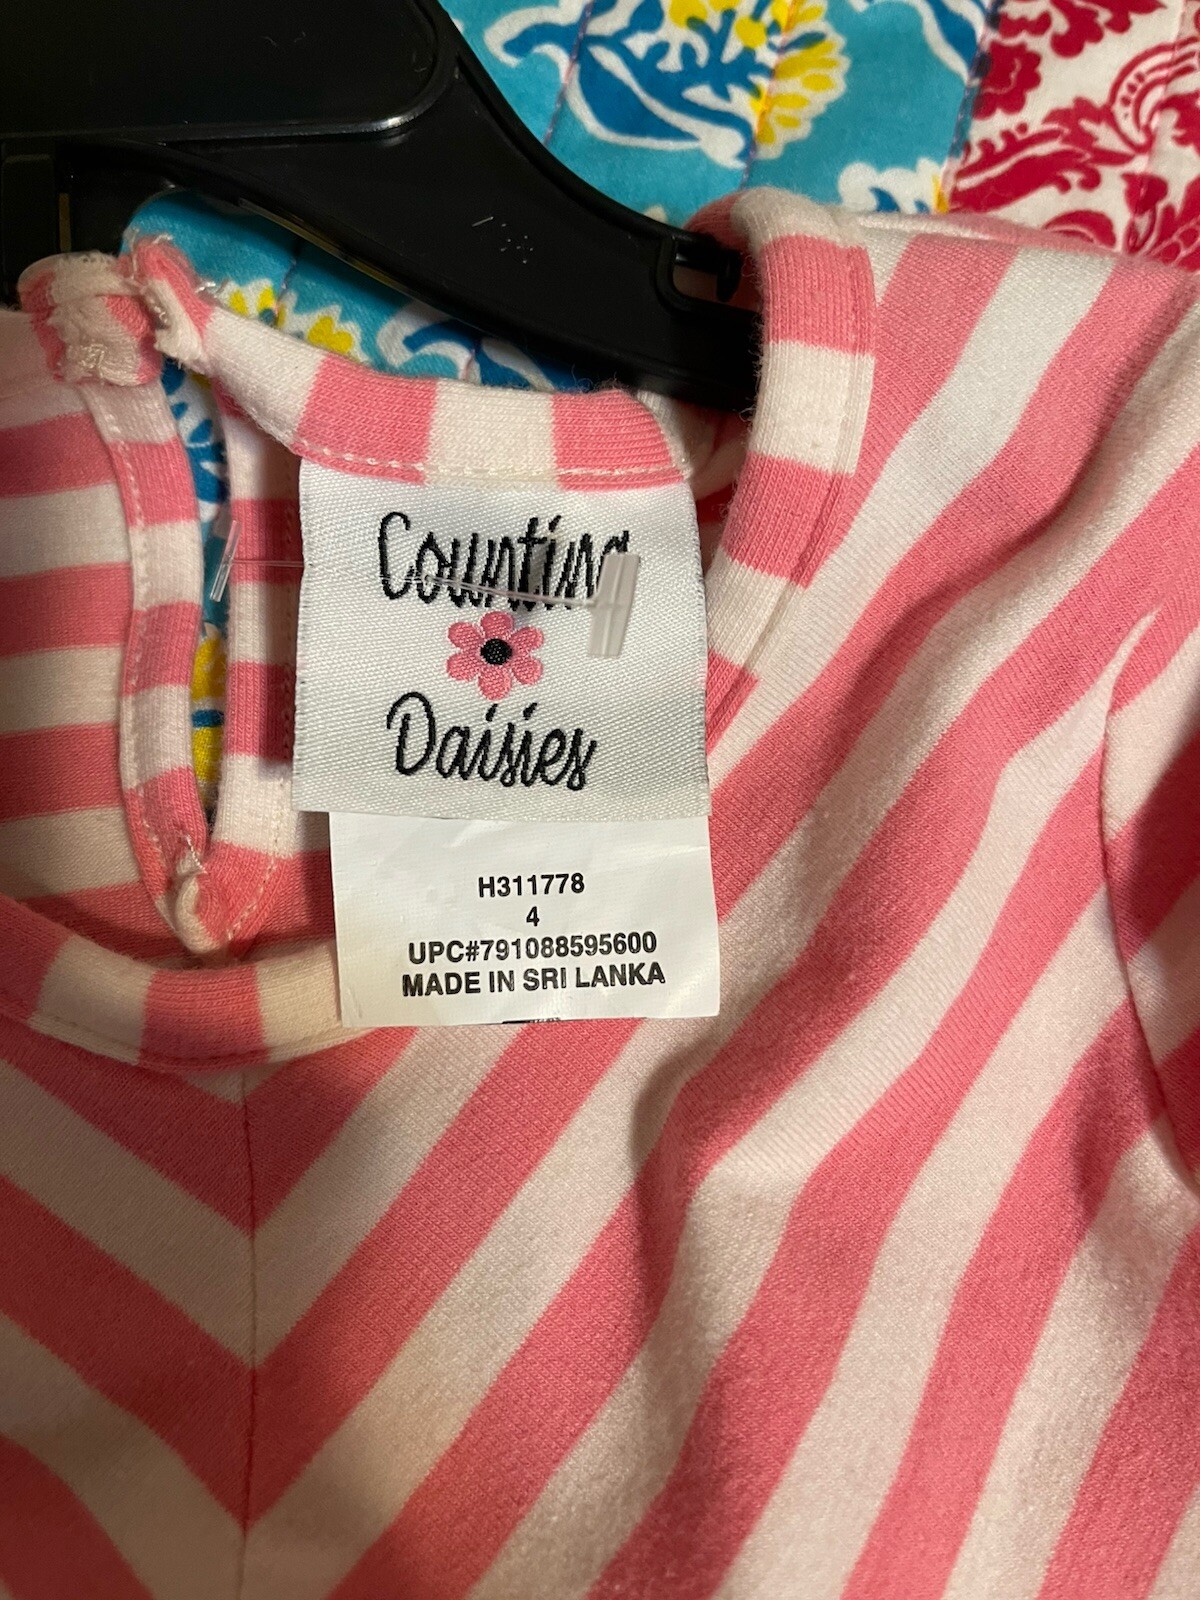 Counting
Daisies
H311778
4
UPC#791088595600
MADE IN SRI LANKA